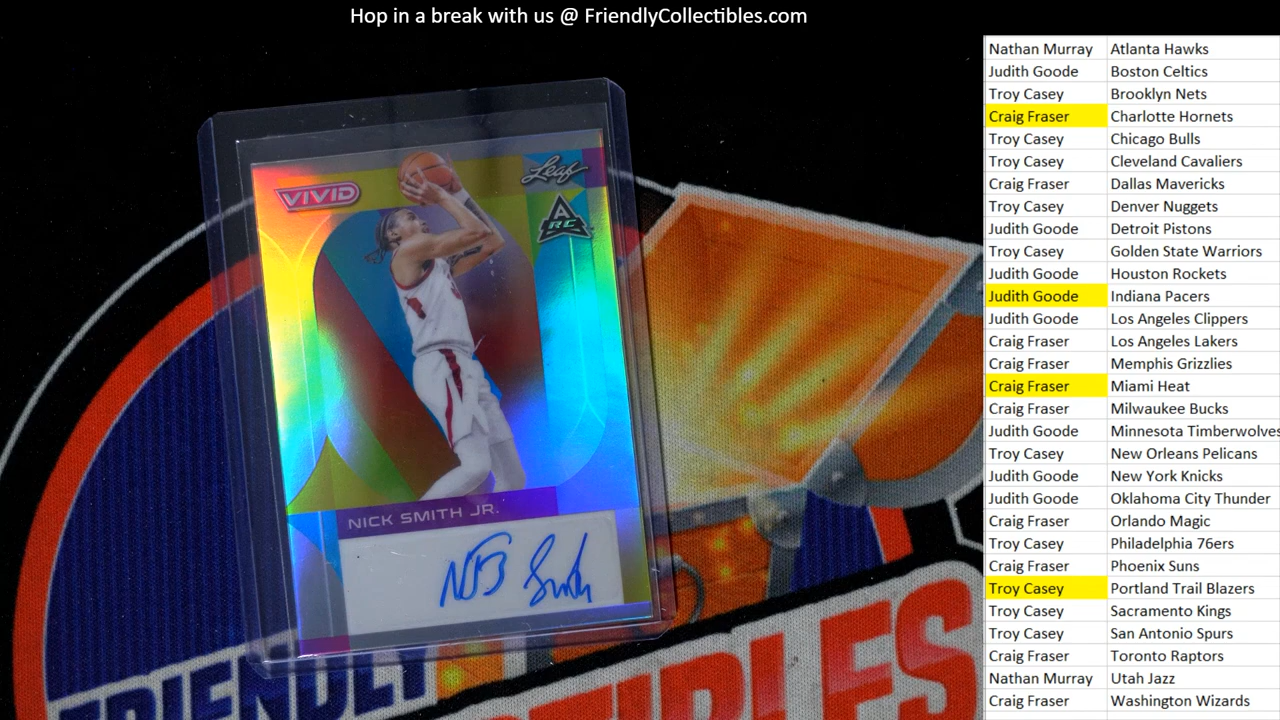 Hop in a break with us @ FriendlyCollectibles.com
Nathan Murray Atlanta Hawks
Judith Goode Boston Celtics
Troy Casey Brooklyn Nets
Craig Fraser Charlotte Hornets
Troy Casey Chicago Bulls
Troy Casey Cleveland Cavaliers
Craig Fraser Dallas Mavericks
Troy Casey Denver Nuggets
Judith Goode Detroit Pistons
Troy Casey Golden State Warriors
Judith Goode Houston Rockets
Judith Goode Indiana Pacers
Judith Goode Los Angeles Clippers
Craig Fraser Los Angeles Lakers
Craig Fraser Memphis Grizzlies
Craig Fraser Miami Heat
Craig Fraser Milwaukee Bucks
Judith Goode Minnesota Timberwolves
Troy Casey New Orleans Pelicans
Judith Goode New York Knicks
Judith Goode Oklahoma City Thunder
Craig Fraser Orlando Magic
Troy Casey Philadelphia 76ers
Craig Fraser Phoenix Suns
Troy Casey Portland Trail Blazers
Troy Casey Sacramento Kings
Troy Casey San Antonio Spurs
Craig Fraser Toronto Raptors
Nathan Murray Utah Jazz
Craig Fraser Washington Wizards
VIVID
Leaf
A
RC
NICK SMITH JR.
FRIENDLY